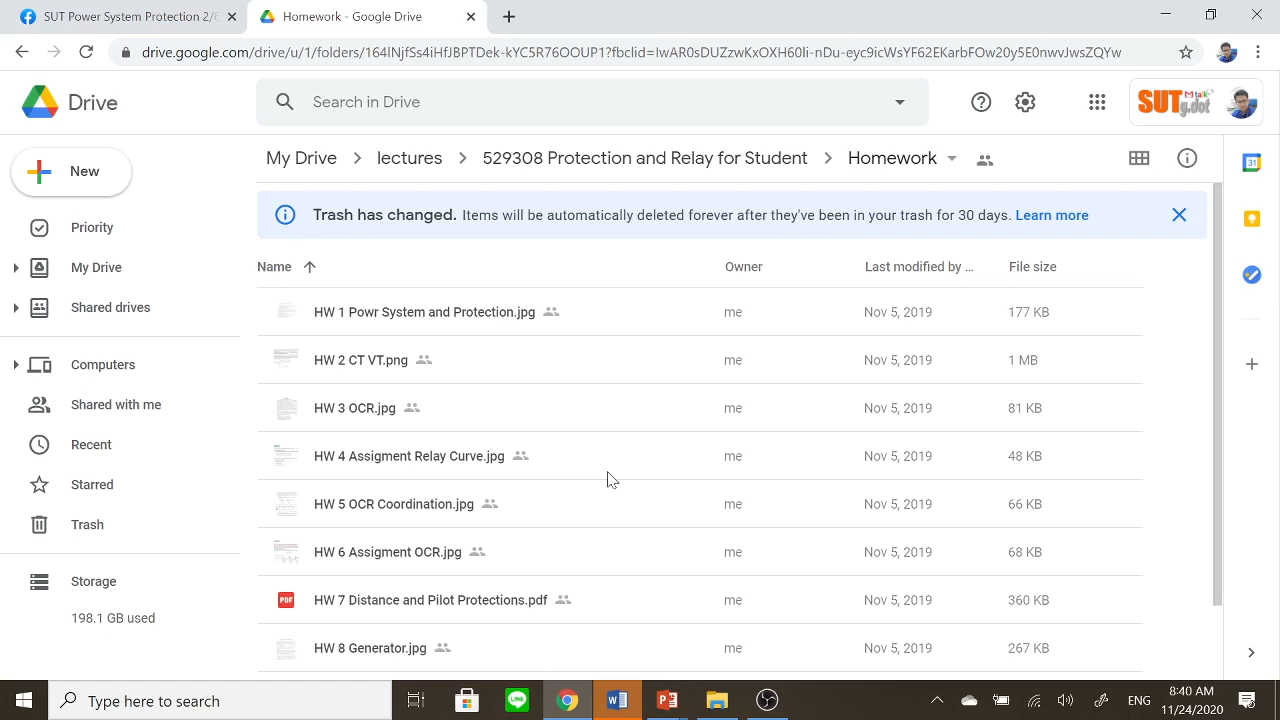 SUT Power System Protection 2/6
Homework - Google Drive
drive.google.com/drive/u/1/folders/164lNjfSs4iHfJBPTDek-kYC5R76OOUP1?fbclid=IwAR0sDUZzwKxOXH60li-nDu-eyc9icWsYF62EKarbFOw20y5E0nwvJwsZQYw
Drive
Search in Drive
SUT Mtalk g.dot
My Drive > lectures > 529308 Protection and Relay for Student > Homework
New
Trash has changed. Items will be automatically deleted forever after they've been in your trash for 30 days. Learn more
Priority
My Drive
Shared drives
Computers
Shared with me
Recent
Starred
Trash
Storage
198.1 GB used
Name Owner Last modified by ... File size
HW 1 Powr System and Protection.jpg me Nov 5, 2019 177 KB
HW 2 CT VT.png me Nov 5, 2019 1 MB
HW 3 OCR.jpg me Nov 5, 2019 81 KB
HW 4 Assigment Relay Curve.jpg me Nov 5, 2019 48 KB
HW 5 OCR Coordination.jpg me Nov 5, 2019 66 KB
HW 6 Assigment OCR.jpg me Nov 5, 2019 68 KB
PDF HW 7 Distance and Pilot Protections.pdf me Nov 5, 2019 360 KB
HW 8 Generator.jpg me Nov 5, 2019 267 KB
31
Type here to search
LINE
ENG
8:40 AM
11/24/2020